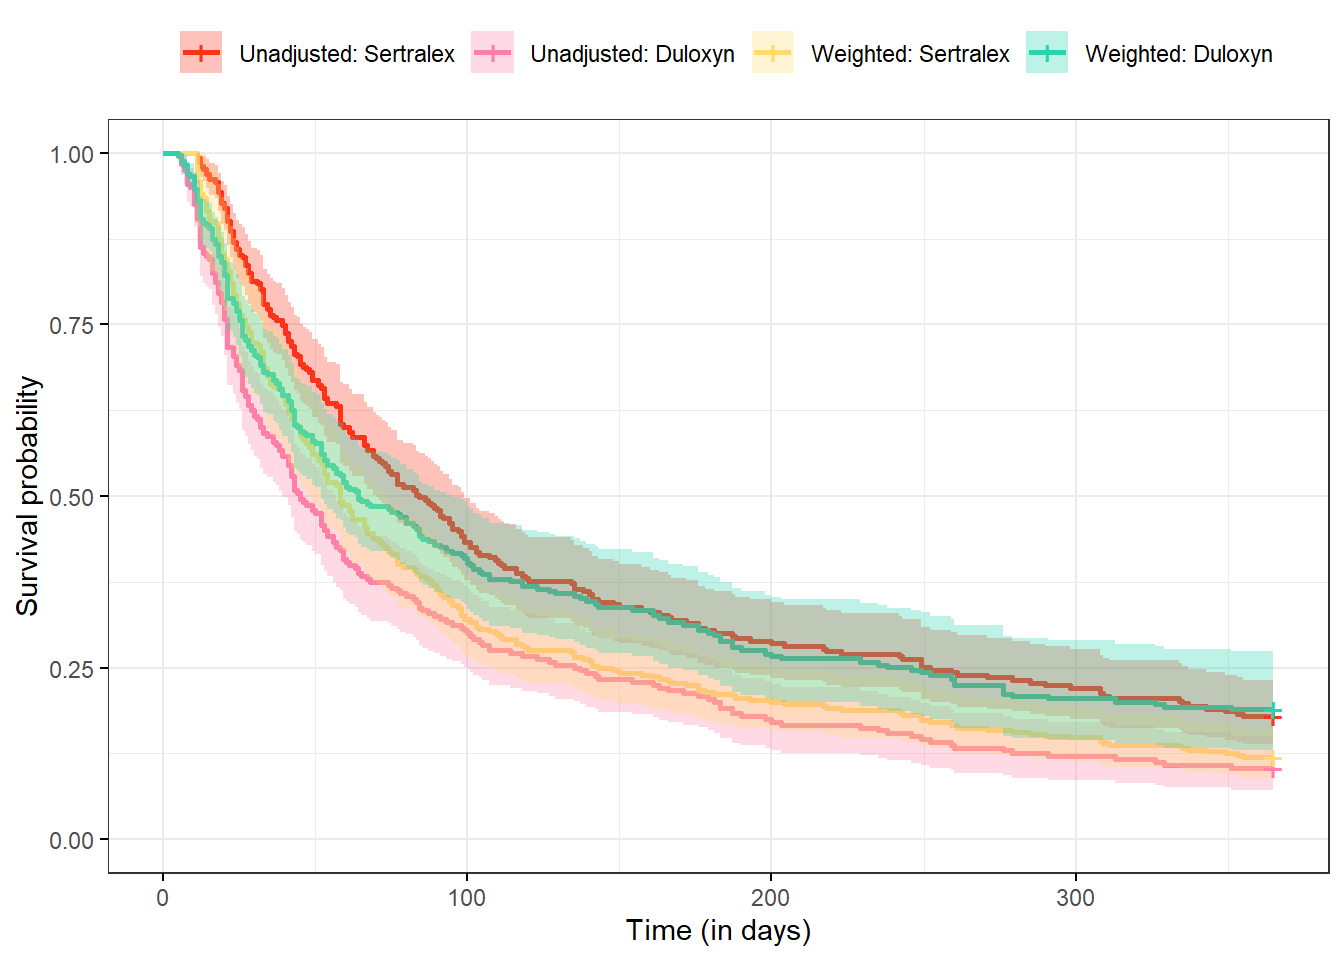 Unadjusted: Sertralex Unadjusted: Duloxyn Weighted: Sertralex Weighted: Duloxyn
1.00
0.75
0.50
0.25
0.00
Survival probability
0 100 200 300
Time (in days)